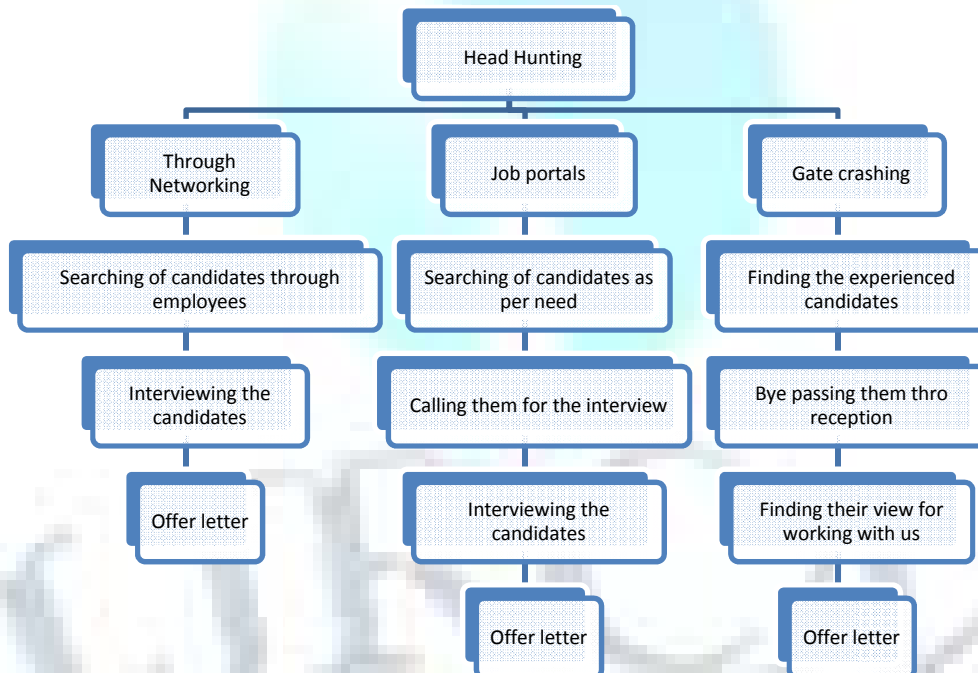 Head Hunting
Through
Networking
Job portals
Gate crashing
Searching of candidates through
employees
Searching of candidates as
per need
Finding the experienced
candidates
Interviewing the
candidates
Calling them for the interview
Bye passing them thro
reception
Offer letter
Interviewing the
candidates
Finding their view for
working with us
Offer letter
Offer letter